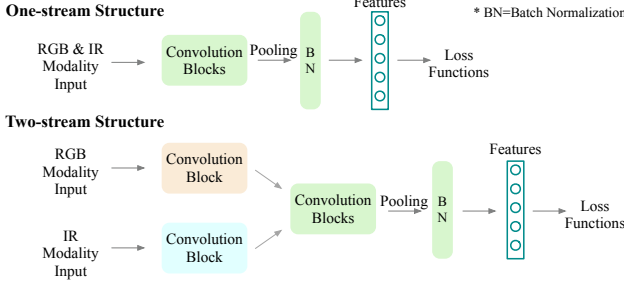 One-stream Structure
Features
* BN=Batch Normalization
RGB & IR
Modality
Input
Convolution
Blocks
Pooling
B
N
Loss
Functions
Two-stream Structure
RGB
Modality
Input
Convolution
Block
IR
Modality
Input
Convolution
Block
Convolution
Blocks
Pooling
B
N
Features
Loss
Functions